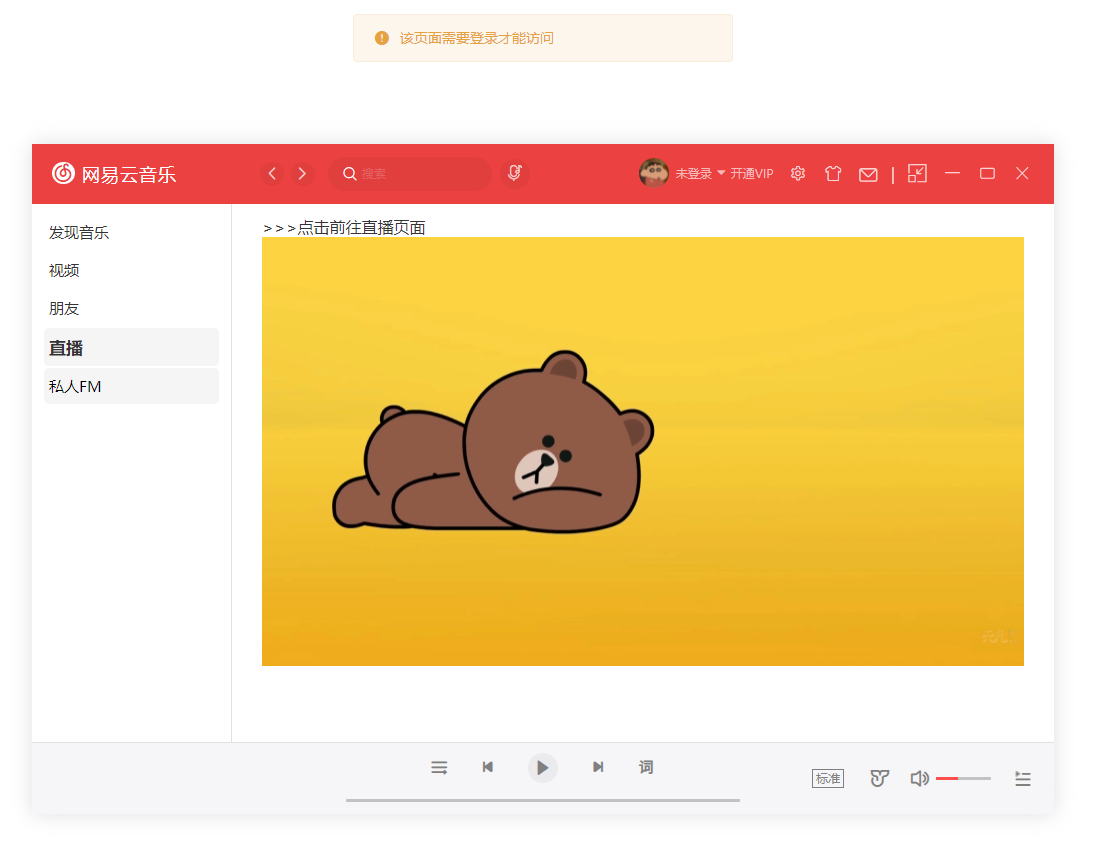 该页面需要登录才能访问
网易云音乐
搜索
未登录
开通VIP
发现音乐
视频
朋友
直播
私人FM
>>>点击前往直播页面
词
标准